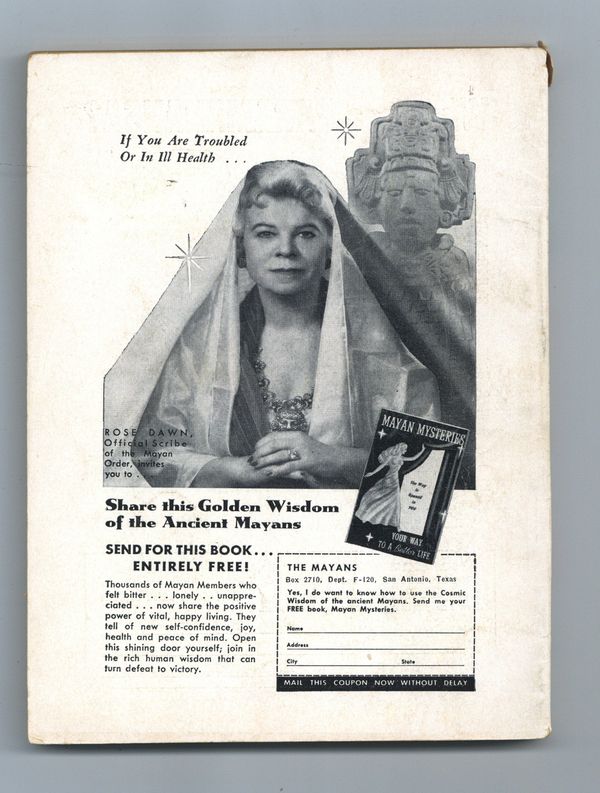 If You Are Troubled
Or In Ill Health . . .
ROSE DAWN,
Official Scribe
of the Mayan
Order, invites
you to . . .
MAYAN MYSTERIES
The Way
is
Opened
to
YOU
YOUR WAY
TO A Better LIFE
Share this Golden Wisdom
of the Ancient Mayans
SEND FOR THIS BOOK...
ENTIRELY FREE!
Thousands of Mayan Members who
felt bitter . . . lonely . . unappre-
ciated . . . now share the positive
power of vital, happy living. They
tell of new self-confidence, joy,
health and peace of mind. Open
this shining door yourself; join in
the rich human wisdom that can
turn defeat to victory.
THE MAYANS
Box 2710, Dept. F-120, San Antonio, Texas
Yes, I do want to know how to use the Cosmic
Wisdom of the ancient Mayans. Send me your
FREE book, Mayan Mysteries.
Name
Address
City State
MAIL THIS COUPON NOW WITHOUT DELAY